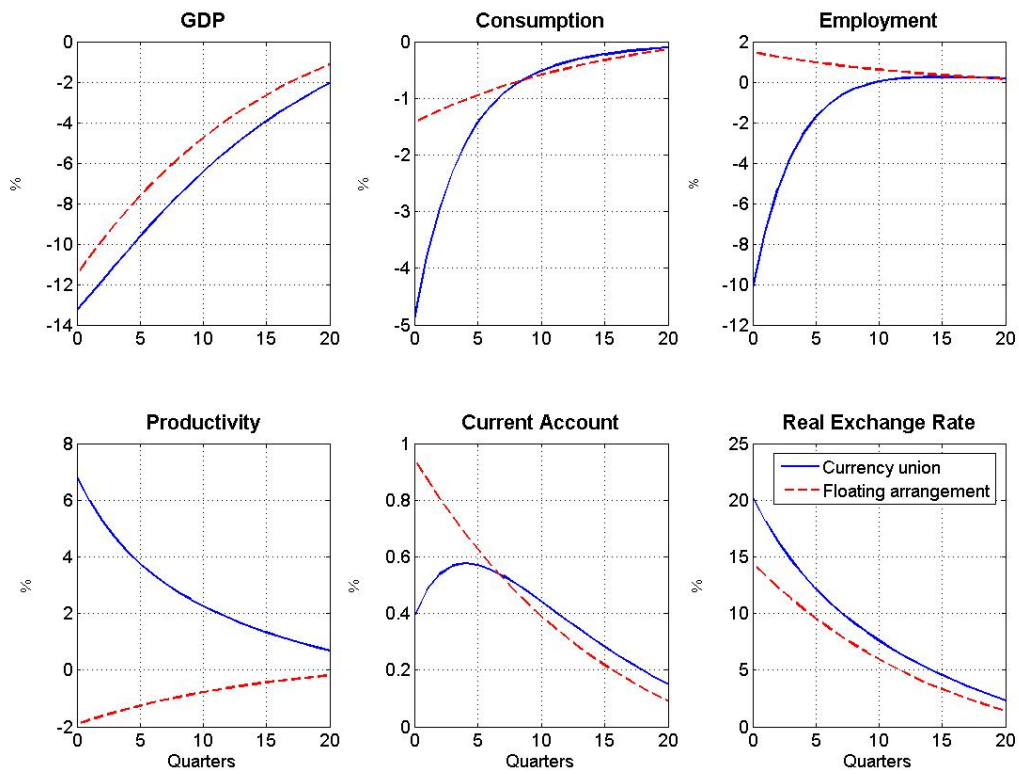 GDP
Consumption
Employment
0
-2
-4
-6
-8
-10
-12
-14
%
0 5 10 15 20
0
-1
-2
-3
-4
-5
%
0 5 10 15 20
2
0
-2
-4
-6
-8
-10
-12
%
0 5 10 15 20
Productivity
Current Account
Real Exchange Rate
8
6
4
2
0
-2
%
0 5 10 15 20
Quarters
1
0.8
0.6
0.4
0.2
0
%
0 5 10 15 20
Quarters
25
20
15
10
5
0
%
Currency union
Floating arrangement
0 5 10 15 20
Quarters